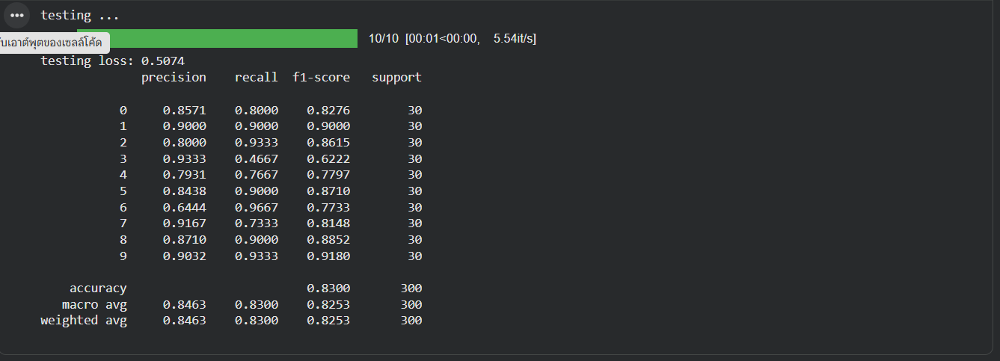 testing ...
10/10 [00:01<00:00, 5.54it/s]
เอาต์พุตของเซลล์โค้ด
testing loss: 0.5074
precision recall f1-score support
0 0.8571 0.8000 0.8276 30
1 0.9000 0.9000 0.9000 30
2 0.8000 0.9333 0.8615 30
3 0.9333 0.4667 0.6222 30
4 0.7931 0.7667 0.7797 30
5 0.8438 0.9000 0.8710 30
6 0.6444 0.9667 0.7733 30
7 0.9167 0.7333 0.8148 30
8 0.8710 0.9000 0.8852 30
9 0.9032 0.9333 0.9180 30
accuracy 0.8300 300
macro avg 0.8463 0.8300 0.8253 300
weighted avg 0.8463 0.8300 0.8253 300